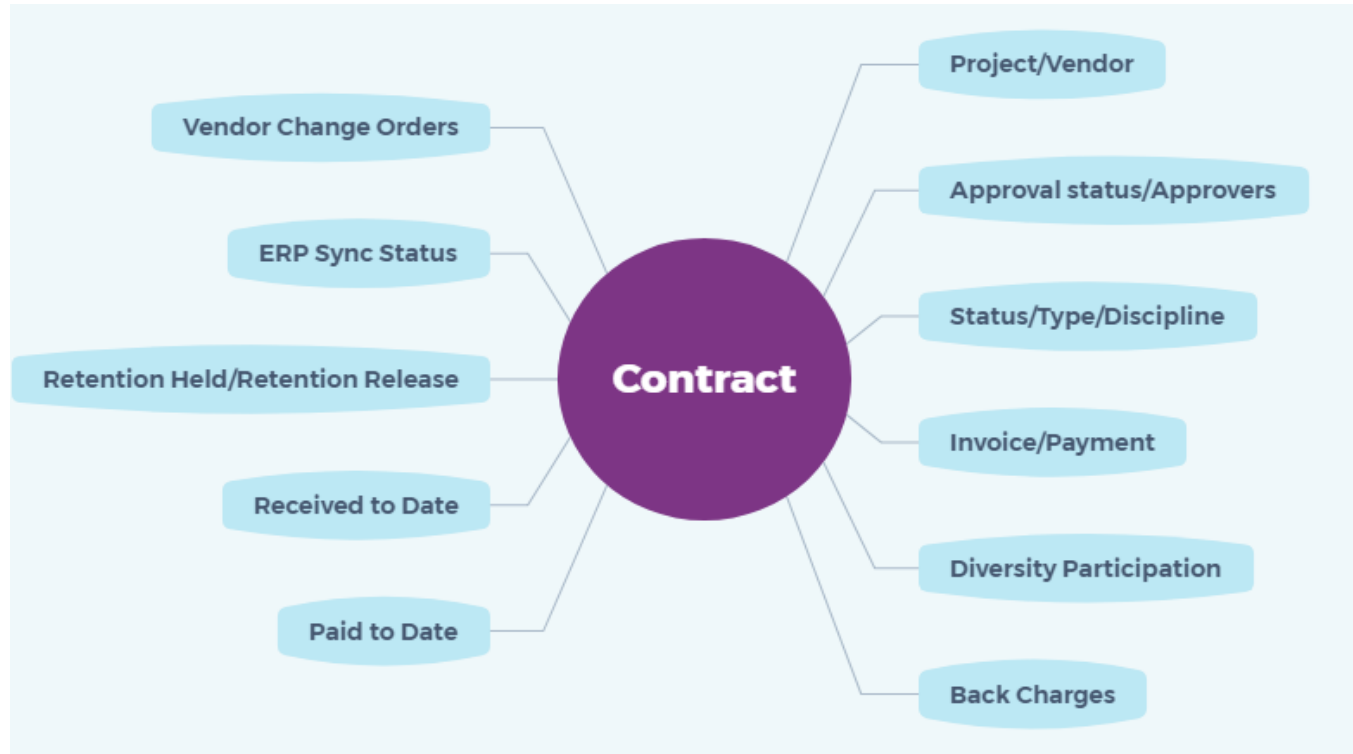 Vendor Change Orders
ERP Sync Status
Retention Held/Retention Release
Received to Date
Paid to Date
Contract
Project/Vendor
Approval status/Approvers
Status/Type/Discipline
Invoice/Payment
Diversity Participation
Back Charges